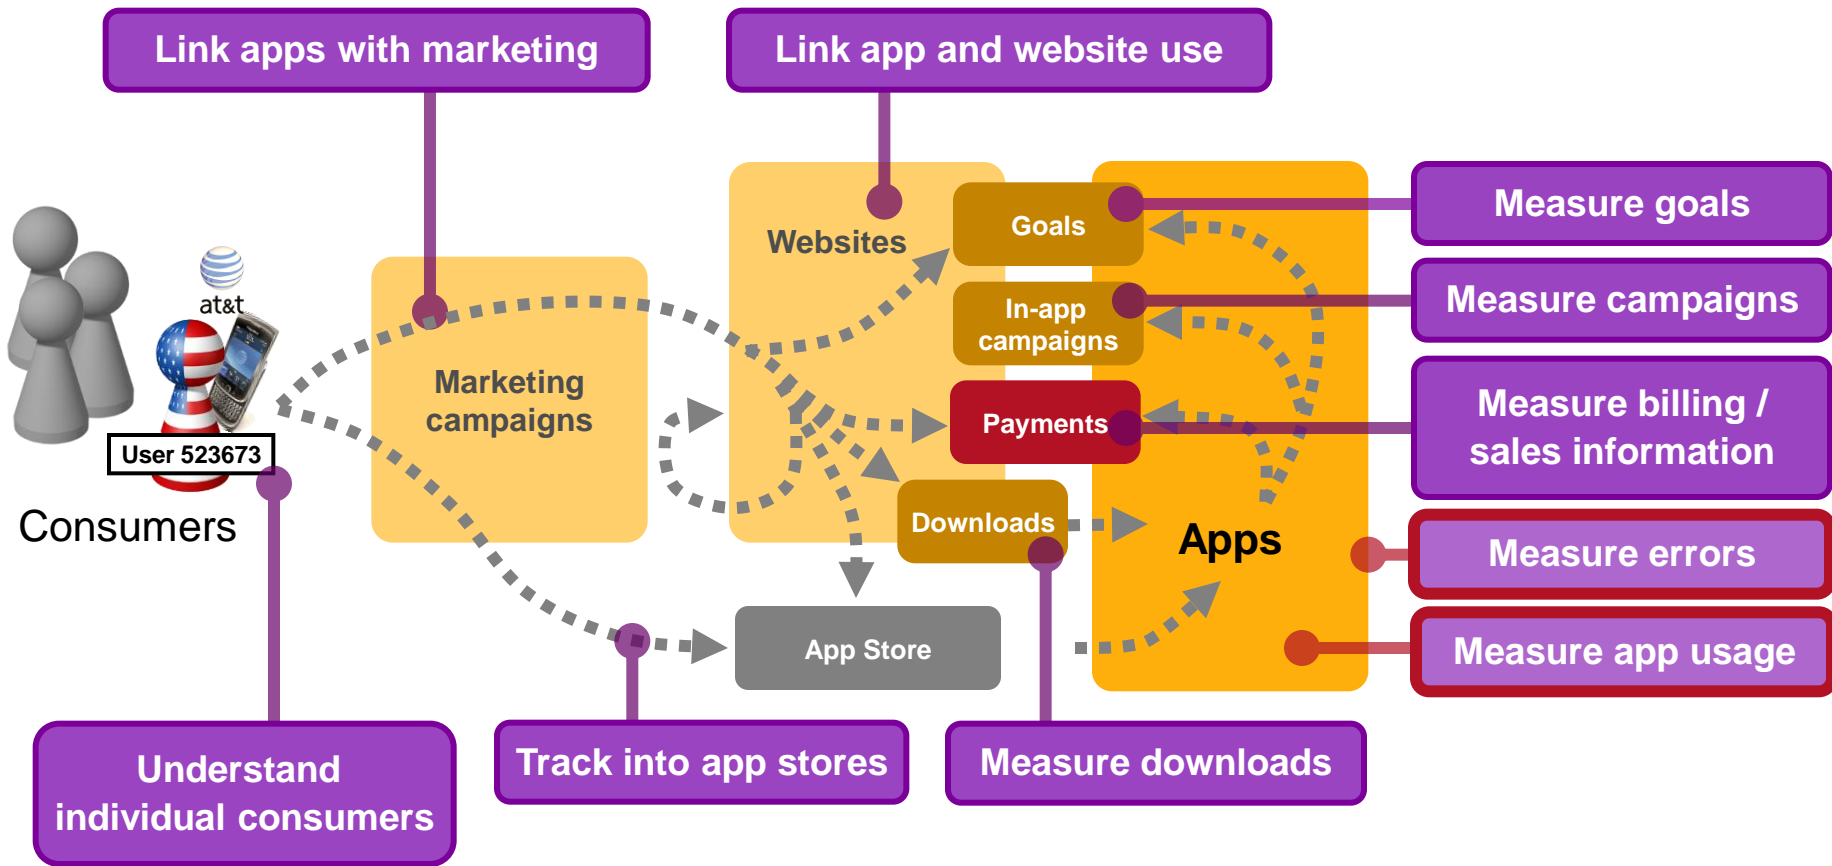 Link apps with marketing
Link app and website use
Websites
Goals
Measure goals
at&t
In-app
campaigns
Measure campaigns
Marketing
campaigns
Payments
Measure billing /
sales information
User 523673
Consumers
Downloads
Apps
Measure errors
App Store
Measure app usage
Understand
individual consumers
Track into app stores
Measure downloads